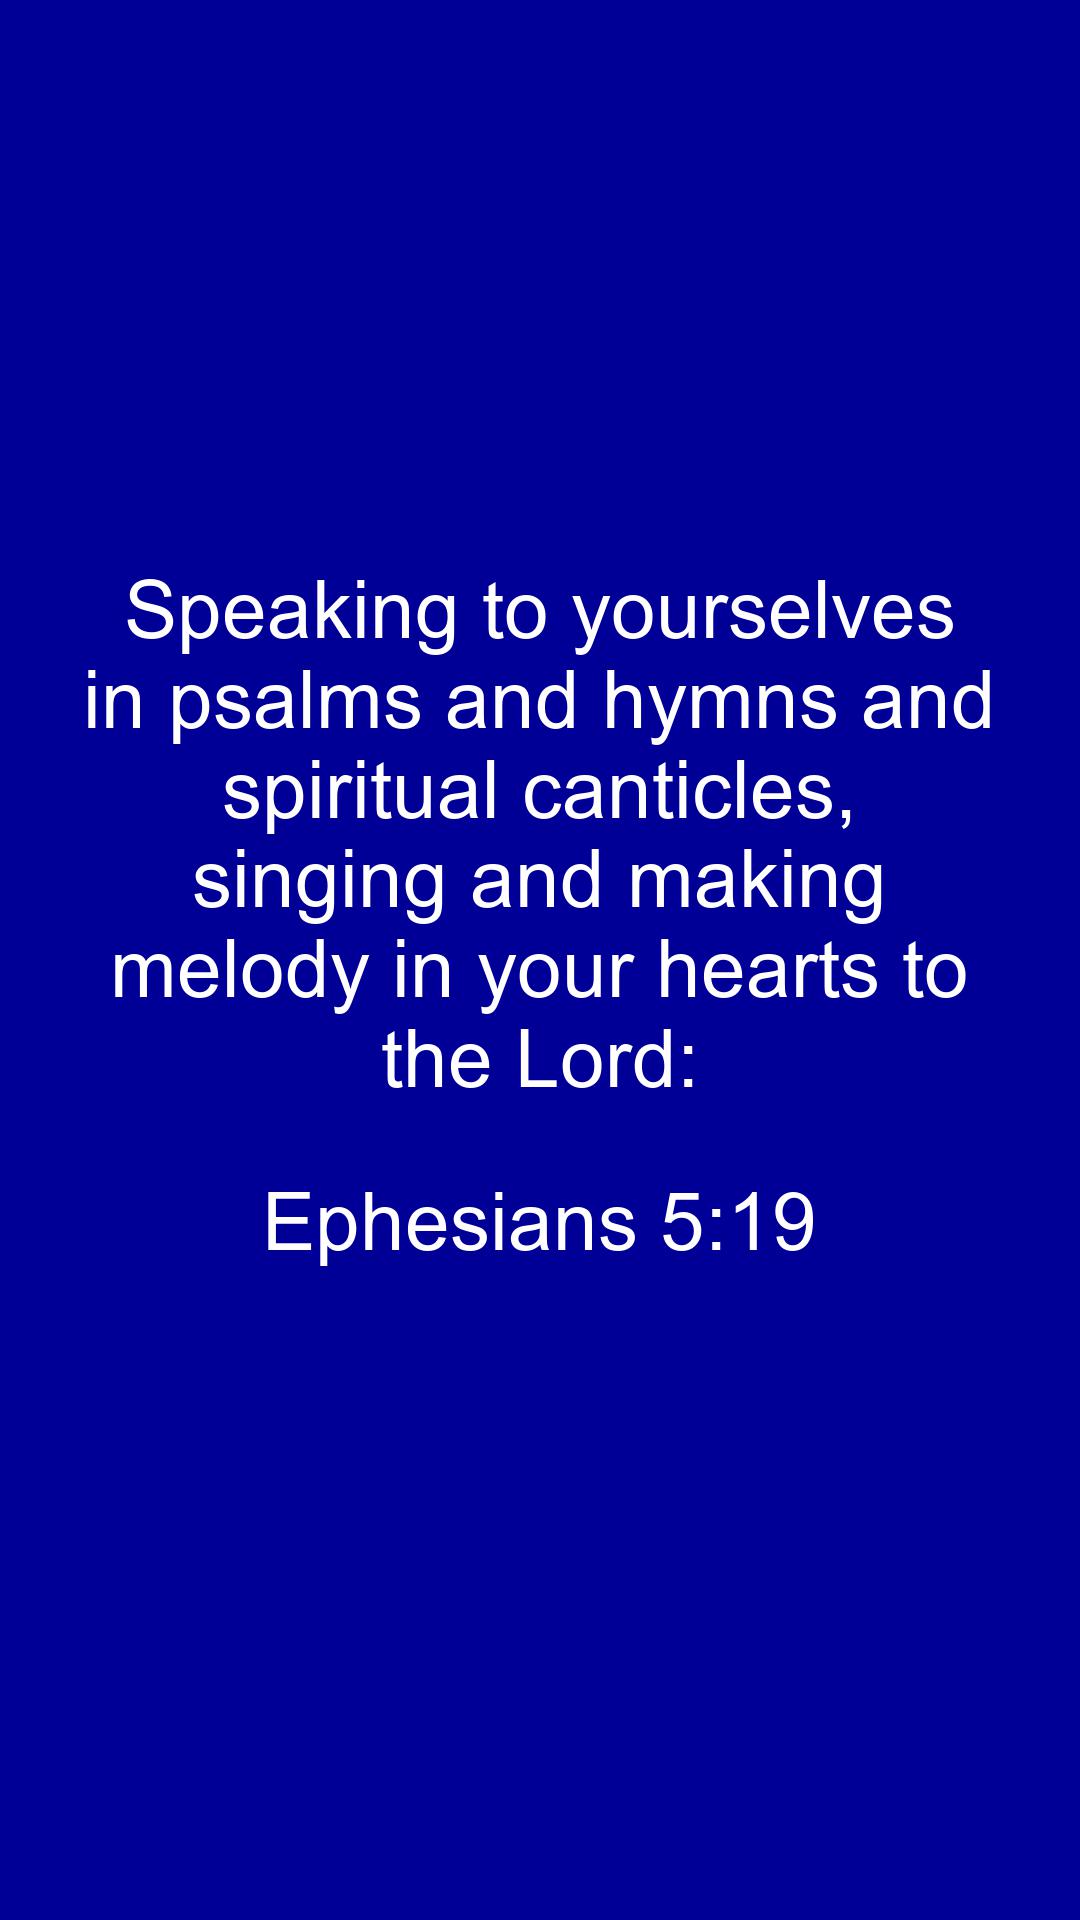 Speaking to yourselves
in psalms and hymns and
spiritual canticles,
singing and making
melody in your hearts to
the Lord:
Ephesians 5:19